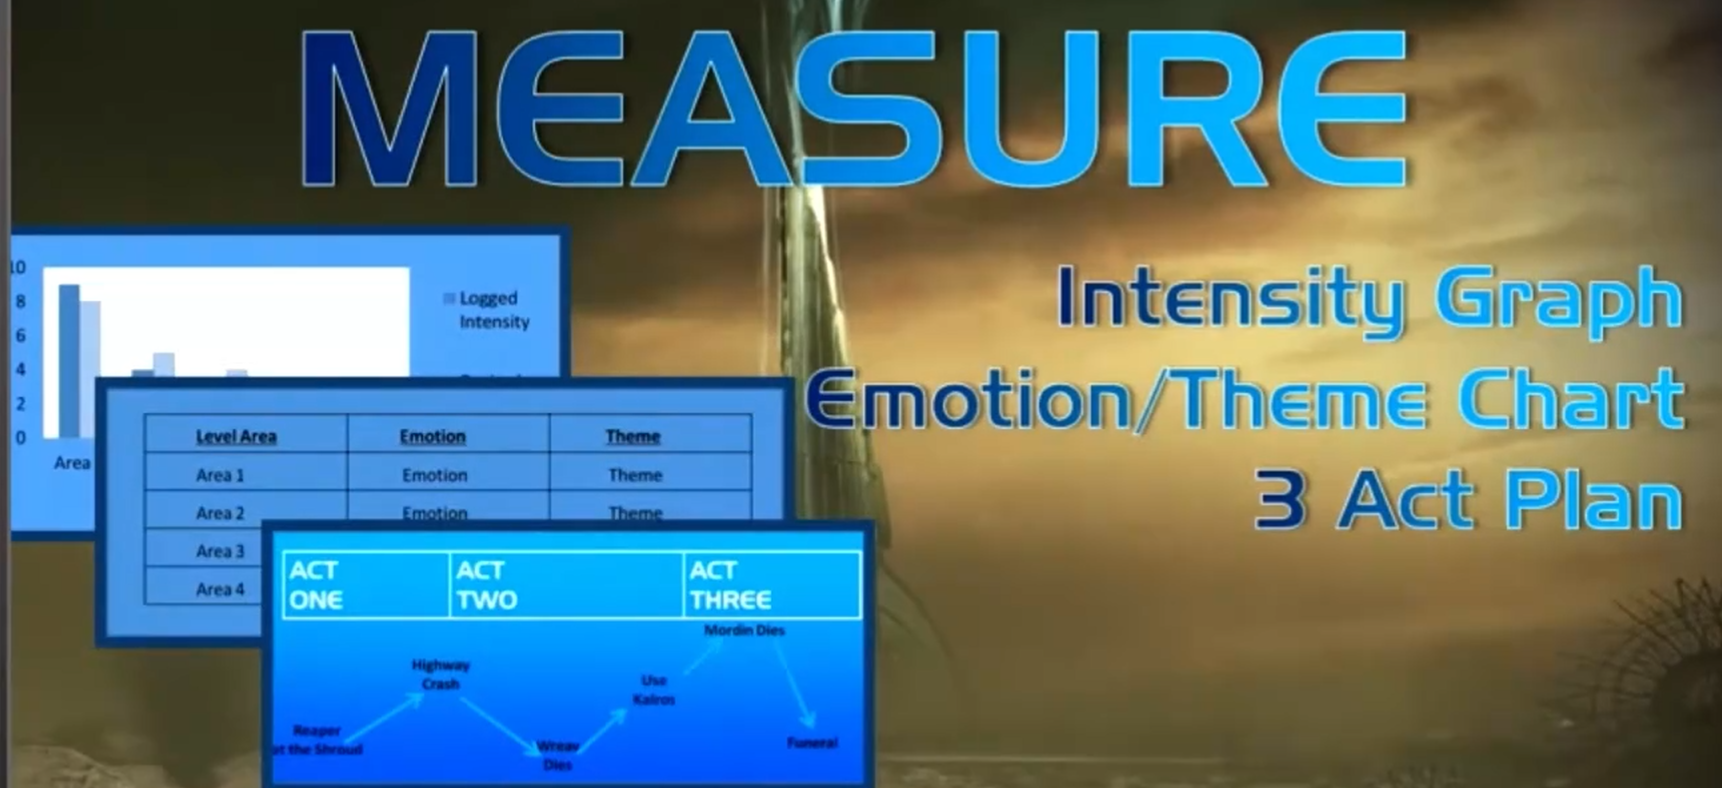 MEASURE
Intensity Graph
Emotion/Theme Chart
3 Act Plan
10
8
6
4
2
0
Area
Logged
Intensity
Level Area Emotion Theme
Area 1 Emotion Theme
Area 2 Emotion Theme
Area 3
Area 4
ACT ONE
ACT TWO
ACT THREE
Reaper
at the Shroud
Highway
Crash
Wreav
Dies
Use
Kalros
Mordin Dies
Funeral